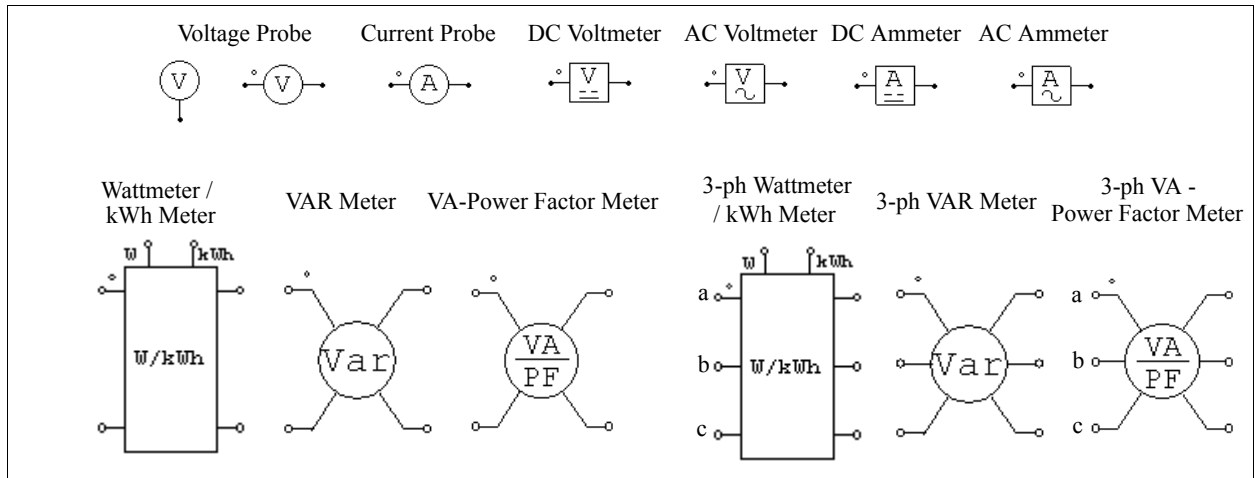 Voltage Probe Current Probe DC Voltmeter AC Voltmeter DC Ammeter AC Ammeter
V V A V V A A
Wattmeter / 3-ph Wattmeter 3-ph VA -
kWh Meter VAR Meter VA-Power Factor Meter / kWh Meter 3-ph VAR Meter Power Factor Meter
W kWh W kWh
a a
W/kWh Var VA PF b W/kWh Var b VA PF
c c